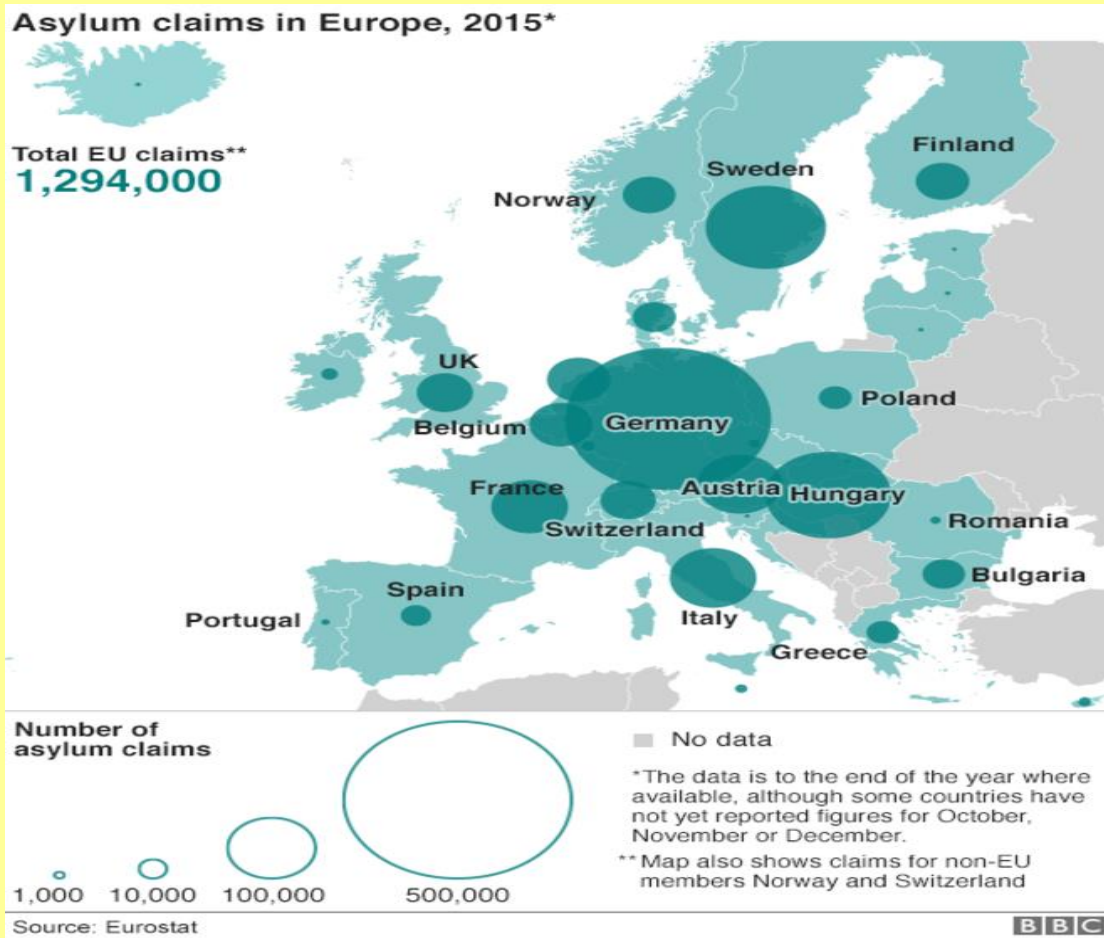 Asylum claims in Europe, 2015*
Total EU claims**
1,294,000
Finland
Sweden
Norway
UK
Poland
Belgium
Germany
France
Austria
Hungary
Switzerland
Romania
Bulgaria
Spain
Portugal
Italy
Greece
Number of
asylum claims
1,000
10,000
100,000
500,000
No data
*The data is to the end of the year where
available, although some countries have
not yet reported figures for October,
November or December.
**Map also shows claims for non-EU
members Norway and Switzerland
Source: Eurostat
BBC